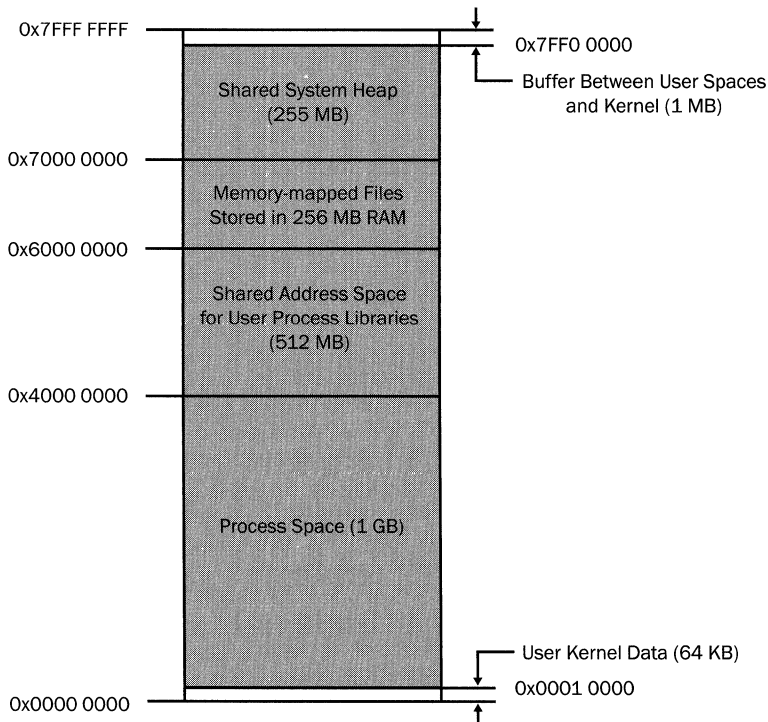 0x7FFF FFFF
0x7FF0 0000
Buffer Between User Spaces
and Kernel (1 MB)
Shared System Heap
(255 MB)
0x7000 0000
Memory-mapped Files
Stored in 256 MB RAM
0x6000 0000
Shared Address Space
for User Process Libraries
(512 MB)
0x4000 0000
Process Space (1 GB)
User Kernel Data (64 KB)
0x0001 0000
0x0000 0000